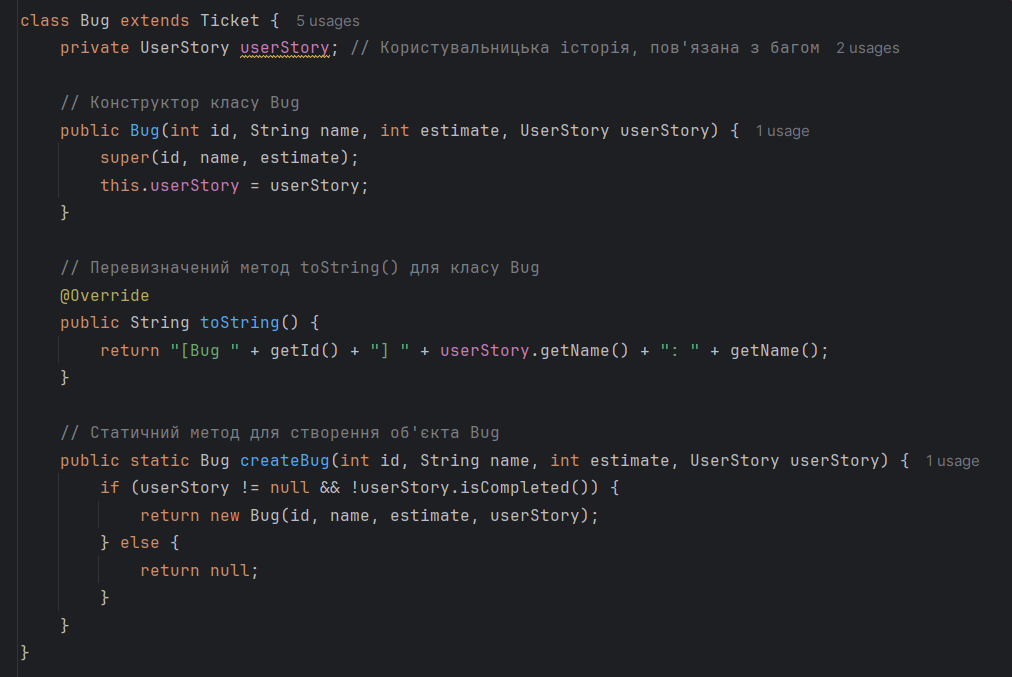 class Bug extends Ticket {  5 usages
    private UserStory userStory; // Користувальницька історія, пов'язана з багом  2 usages

    // Конструктор класу Bug
    public Bug(int id, String name, int estimate, UserStory userStory) {  1 usage
        super(id, name, estimate);
        this.userStory = userStory;
    }

    // Перевизначений метод toString() для класу Bug
    @Override
    public String toString() {
        return "[Bug " + getId() + "] " + userStory.getName() + ": " + getName();
    }

    // Статичний метод для створення об'єкта Bug
    public static Bug createBug(int id, String name, int estimate, UserStory userStory) {  1 usage
        if (userStory != null && !userStory.isCompleted()) {
            return new Bug(id, name, estimate, userStory);
        } else {
            return null;
        }
    }
}